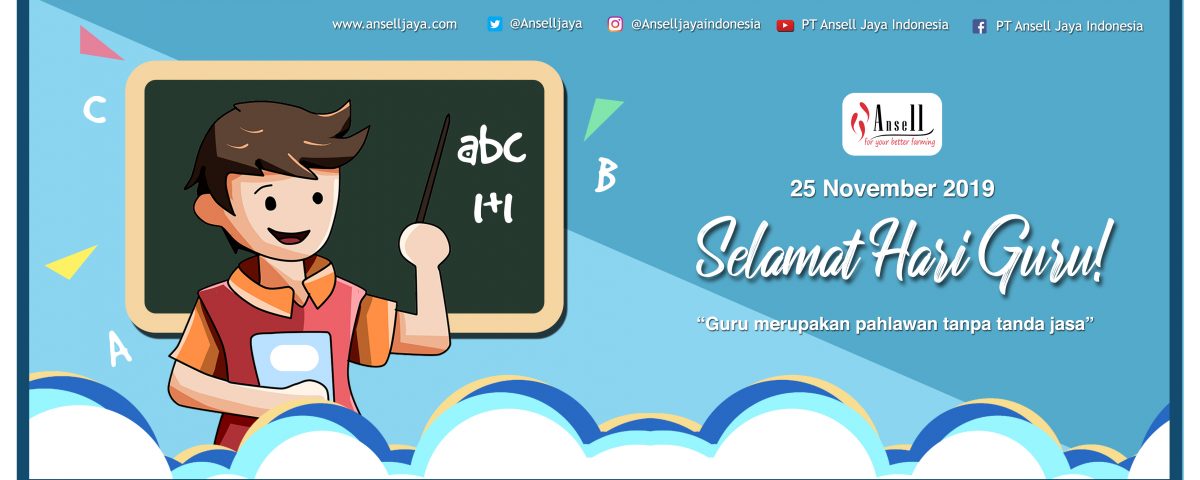 www.anselljaya.com @Anselljaya @Anselljayaindonesia PT Ansell Jaya Indonesia PT Ansell Jaya Indonesia
C
abc
1+1
B
A
Ansell
for your better farming
25 November 2019
Selamat Hari Guru!
“Guru merupakan pahlawan tanpa tanda jasa”